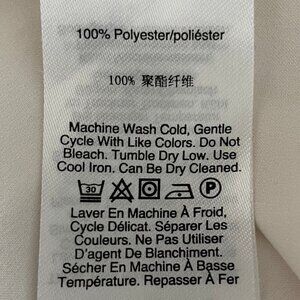 100% Polyester/poliéster
100% 聚酯纤维
Machine Wash Cold, Gentle
Cycle With Like Colors. Do Not
Bleach. Tumble Dry Low. Use
Cool Iron. Can Be Dry Cleaned.
30 P
Laver En Machine À Froid,
Cycle Délicat. Séparer Les
Couleurs. Ne Pas Utiliser
D'agent De Blanchiment.
Sécher En Machine À Basse
Température. Repasser À Fer